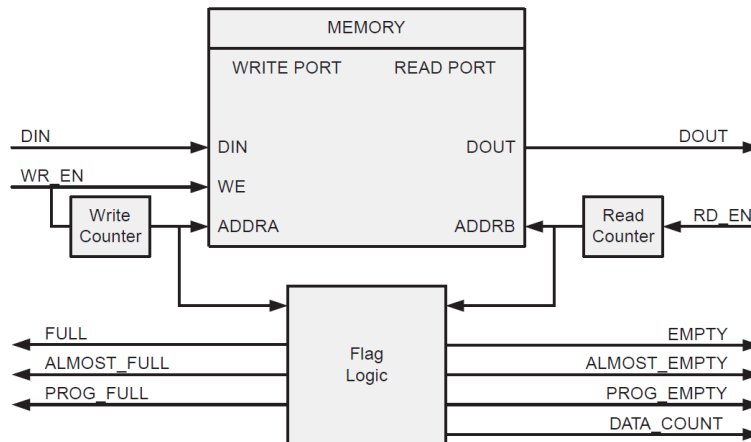 MEMORY
WRITE PORT READ PORT
DIN DIN DOUT DOUT
WR_EN WE
Write Counter ADDRA ADDRB Read Counter RD_EN
FULL Flag Logic EMPTY
ALMOST_FULL ALMOST_EMPTY
PROG_FULL PROG_EMPTY
DATA_COUNT